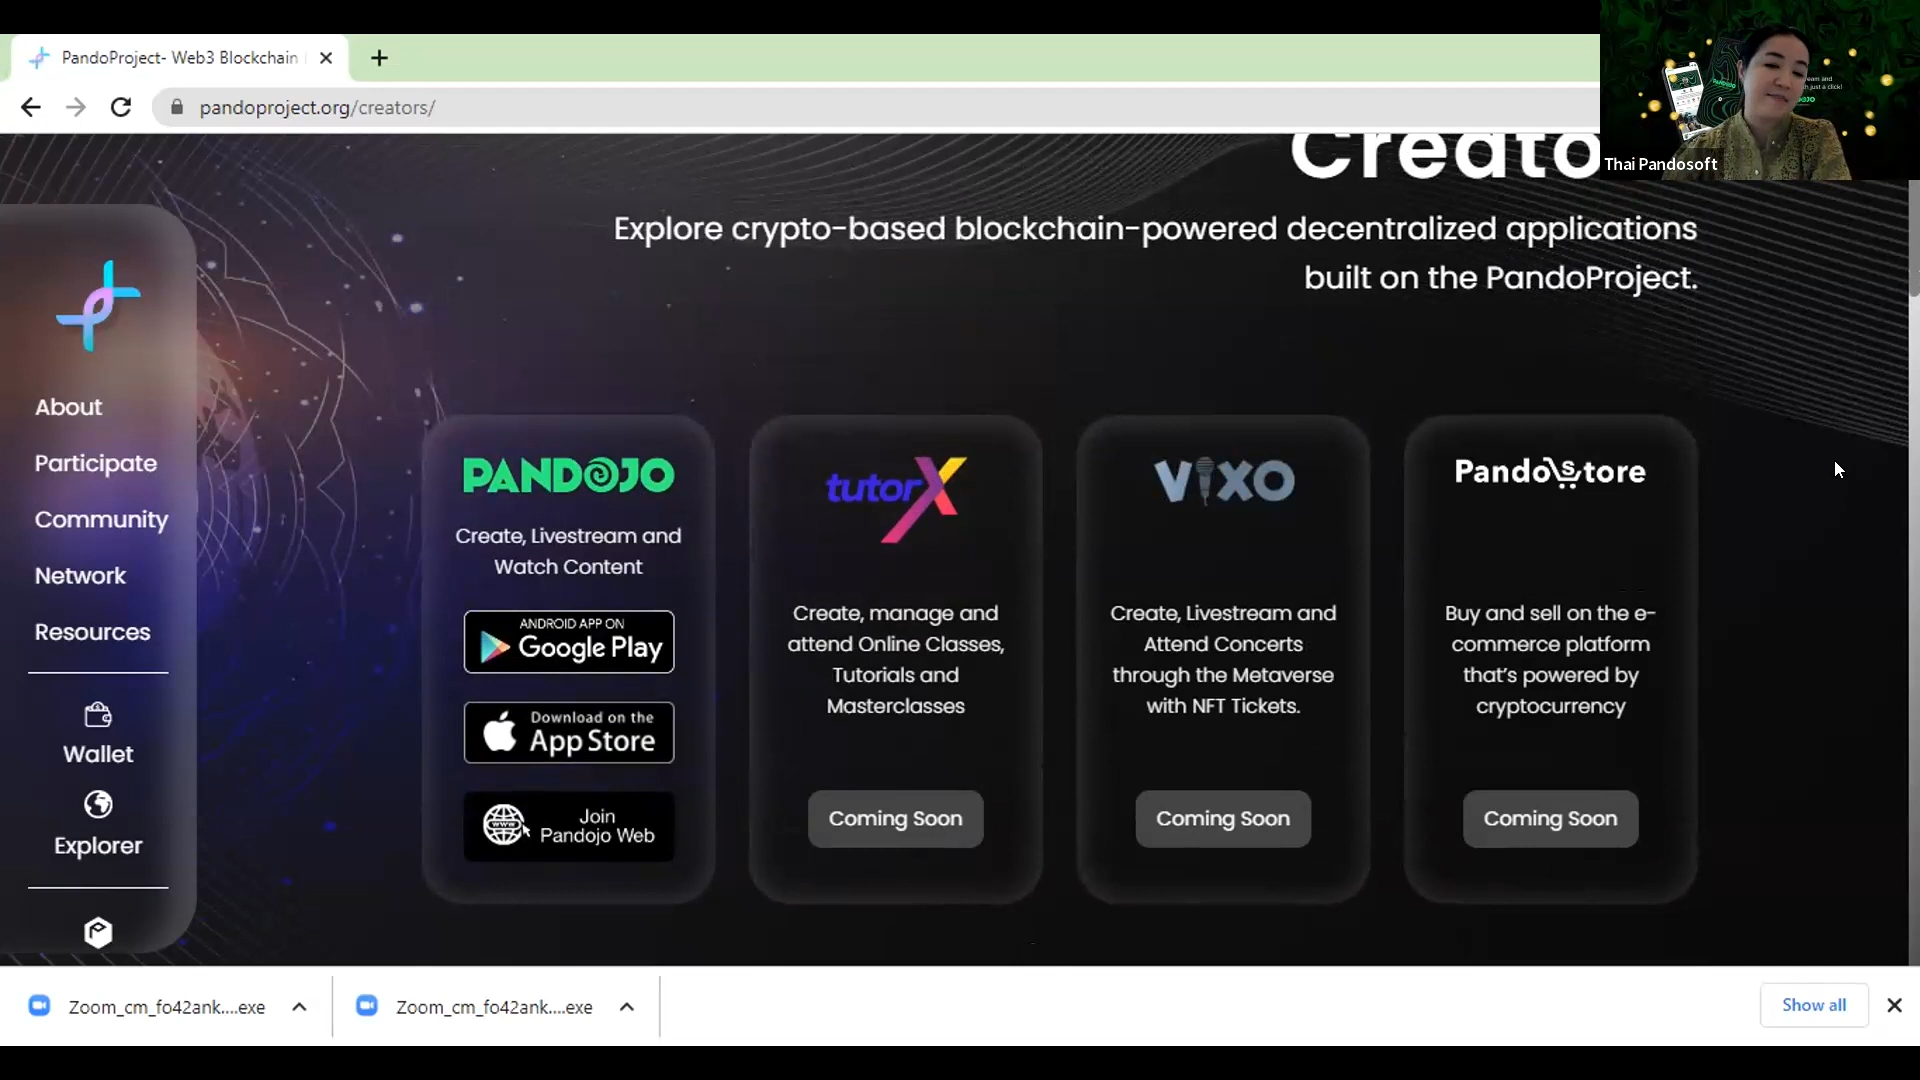 PandoProject- Web3 Blockchain
pandoproject.org/creators/
Thai Pandosoft
Explore crypto-based blockchain-powered decentralized applications
built on the PandoProject.
About
Participate
Community
Network
Resources
Wallet
Explorer
PANDOJO
Create, Livestream and
Watch Content
ANDROID APP ON
Google Play
Download on the
App Store
www
Join
Pandojo Web
tutorX
Create, manage and
attend Online Classes,
Tutorials and
Masterclasses
Coming Soon
VIXO
Create, Livestream and
Attend Concerts
through the Metaverse
with NFT Tickets.
Coming Soon
PandoStore
Buy and sell on the e-
commerce platform
that's powered by
cryptocurrency
Coming Soon
Zoom_cm_fo42ank....exe
Zoom_cm_fo42ank....exe
Show all